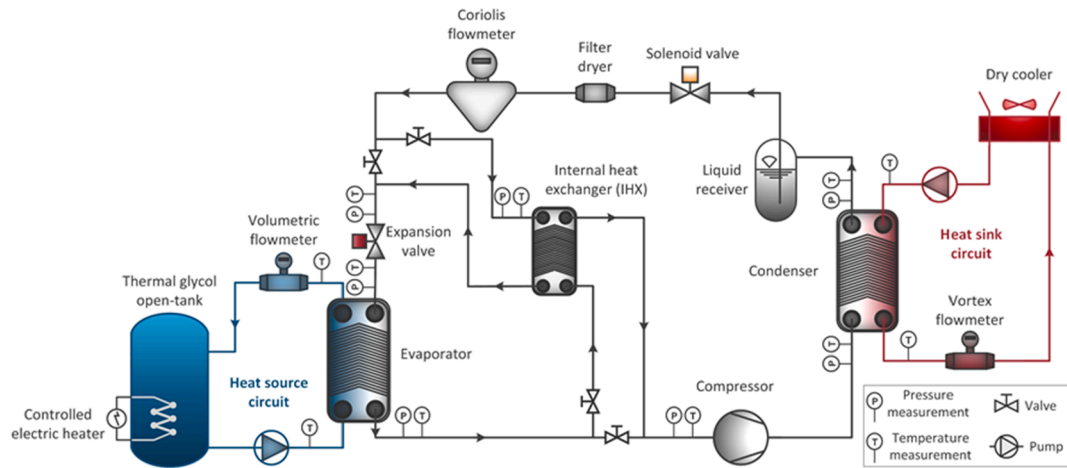 Coriolis
flowmeter
Filter
dryer
Solenoid valve
Dry cooler
Liquid
receiver
Internal heat
exchanger (IHX)
Volumetric
flowmeter
Expansion
valve
Heat sink
circuit
Condenser
Thermal glycol
open-tank
Vortex
flowmeter
Evaporator
Heat source
circuit
Controlled
electric heater
Compressor
P
Pressure
measurement
Valve
T
Temperature
measurement
Pump
T
P
T
P
P
T
T
T
P
T
P
T
P
T
P
T
T
T
T